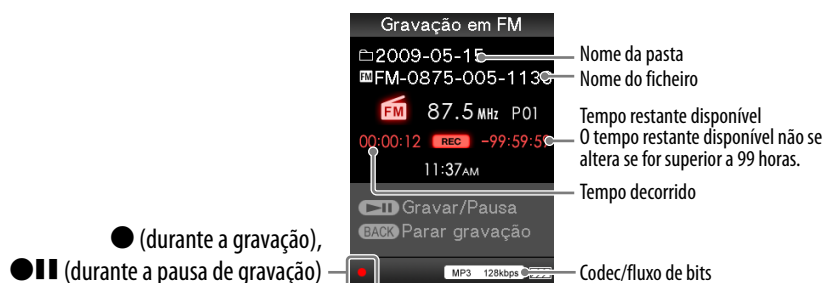 Gravação em FM
2009-05-15
Nome da pasta
FM-0875-005-1136
Nome do ficheiro
FM 87.5 MHz P01
Tempo restante disponível
O tempo restante disponível não se
altera se for superior a 99 horas.
00:00:12 REC -99:59:59
11:37AM
Tempo decorrido
Gravar/Pausa
BACK Parar gravação
● (durante a gravação),
●II (durante a pausa de gravação)
MP3 128kbps
Codec/fluxo de bits